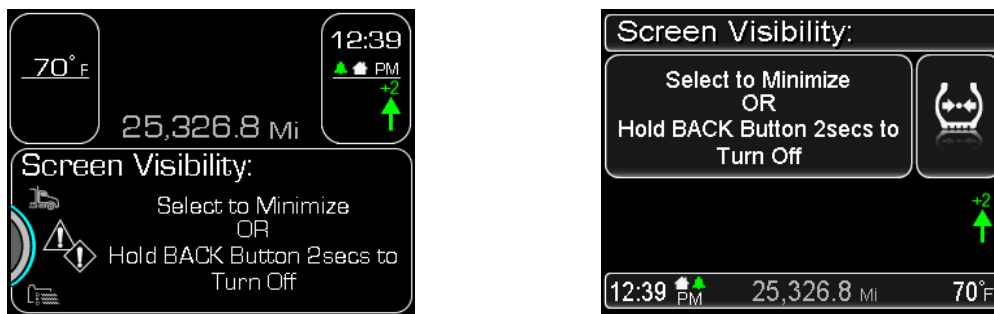 12:39
70°F
PM
+2
25,326.8 Mi
Screen Visibility:
Select to Minimize
OR
Hold BACK Button 2secs to
Turn Off
Screen Visibility:
Select to Minimize
OR
Hold BACK Button 2secs to
Turn Off
+2
12:39 PM 25,326.8 Mi 70°F